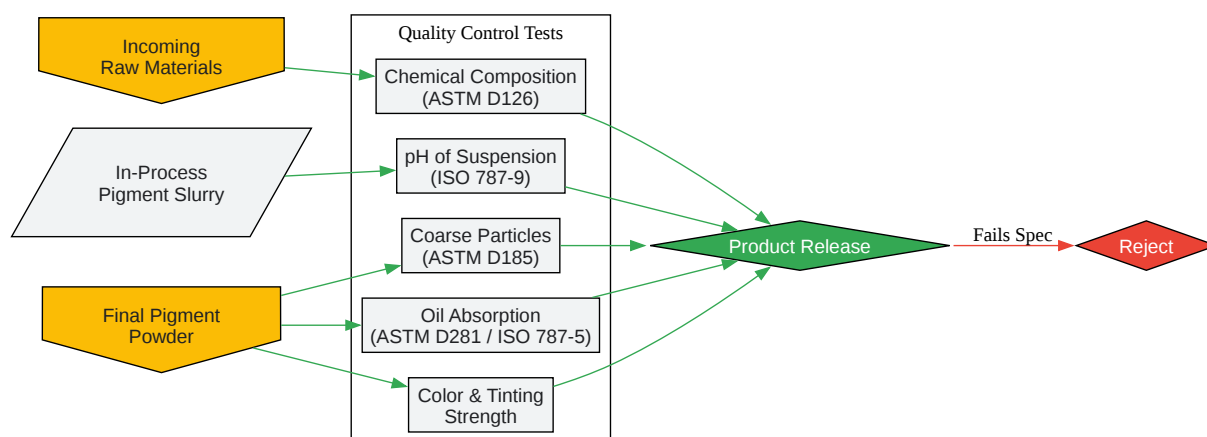 Quality Control Tests
Incoming
Raw Materials
Chemical Composition
(ASTM D126)
In-Process
Pigment Slurry
pH of Suspension
(ISO 787-9)
Coarse Particles
(ASTM D185)
Product Release
Fails Spec
Reject
Final Pigment
Powder
Oil Absorption
(ASTM D281 / ISO 787-5)
Color & Tinting
Strength